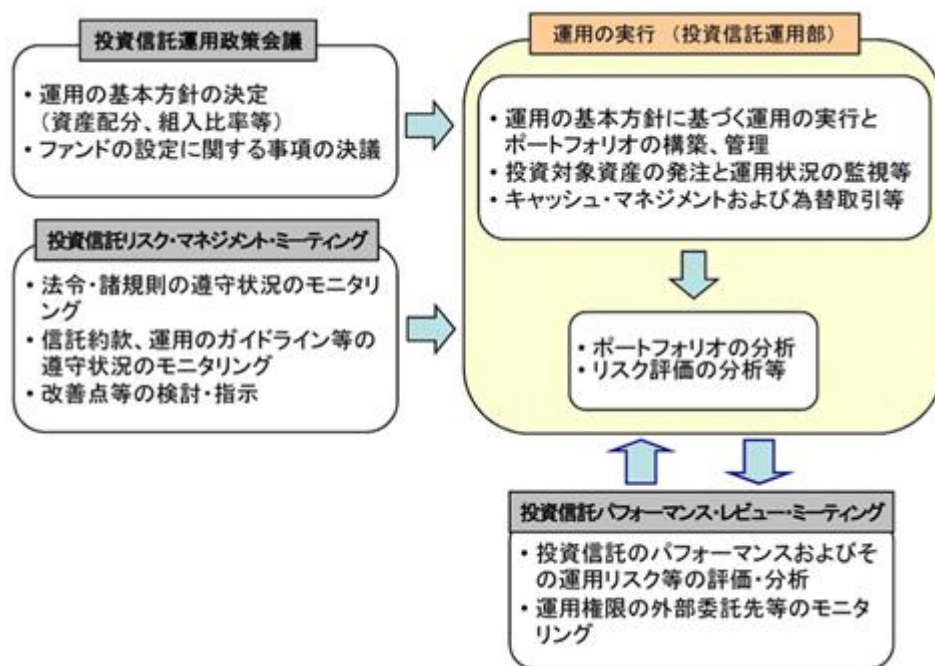 投資信託運用政策会議
• 運用の基本方針の決定
（資産配分、組入比率等）
• ファンドの設定に関する事項の決議
投資信託リスク・マネジメント・ミーティング
• 法令・諸規則の遵守状況のモニタリ
ング
• 信託約款、運用のガイドライン等の
遵守状況のモニタリング
• 改善点等の検討・指示
運用の実行 （投資信託運用部）
• 運用の基本方針に基づく運用の実行と
ポートフォリオの構築、管理
• 投資対象資産の発注と運用状況の監視等
• キャッシュ・マネジメントおよび為替取引等
• ポートフォリオの分析
• リスク評価の分析等
投資信託パフォーマンス・レビュー・ミーティング
• 投資信託のパフォーマンスおよびそ
の運用リスク等の評価・分析
• 運用権限の外部委託先等のモニタ
リング